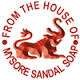 FROM THE HOUSE OF
MYSORE SANDAL SOAP